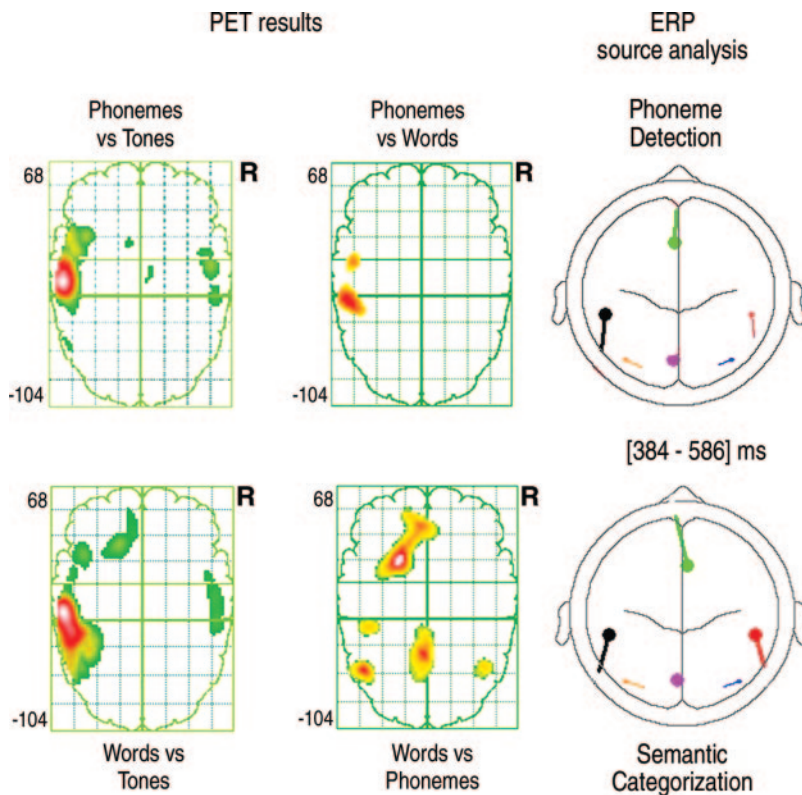 PET results
ERP
source analysis
Phonemes
vs Tones
Phonemes
vs Words
Phoneme
Detection
68
R
68
R
-104
-104
[384 - 586] ms
68
R
68
R
-104
-104
Words vs
Tones
Words vs
Phonemes
Semantic
Categorization